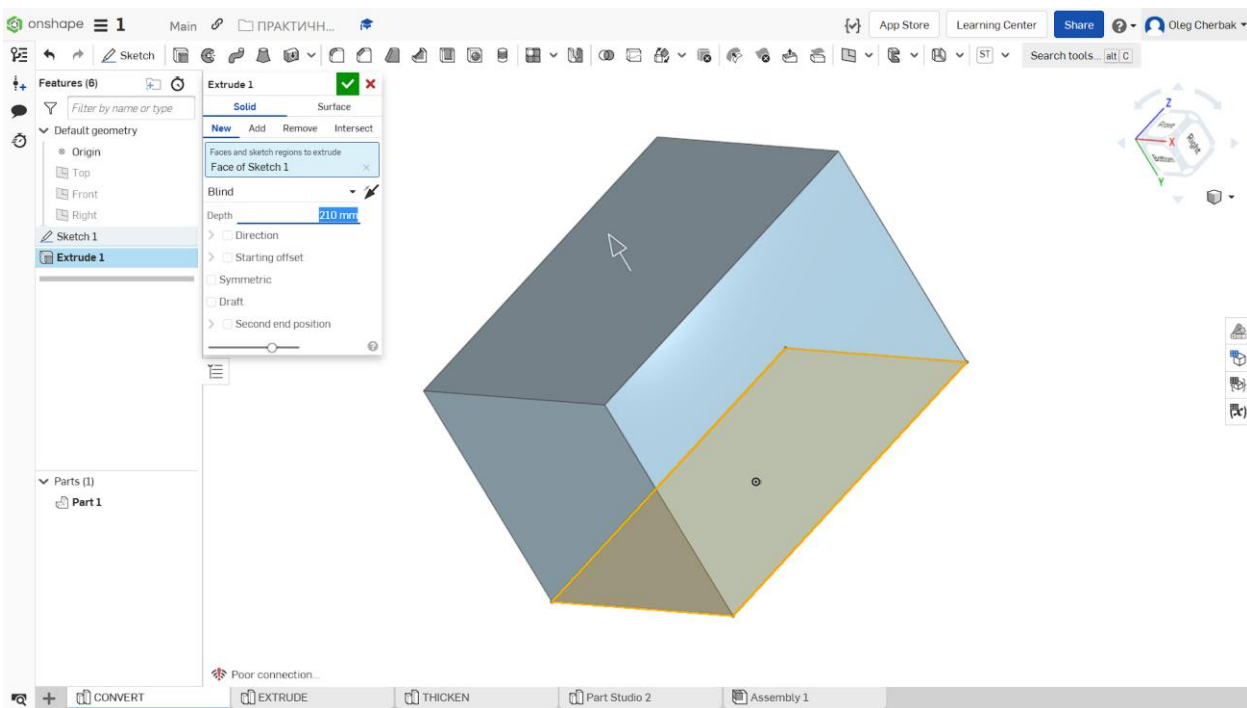 onshape 1 Main ПРАКТИЧН... App Store Learning Center Share Oleg Cherbak
Sketch ST Search tools... alt C
Features (6)
Filter by name or type
Default geometry
Origin
Top
Front
Right
Sketch 1
Extrude 1
Extrude 1
Solid Surface
New Add Remove Intersect
Faces and sketch regions to extrude
Face of Sketch 1
Blind
Depth 210 mm
Direction
Starting offset
Symmetric
Draft
Second end position
Z
Front
X
Right
Bottom
Y
(x)
Parts (1)
Part 1
Poor connection...
CONVERT EXTRUDE THICKEN Part Studio 2 Assembly 1